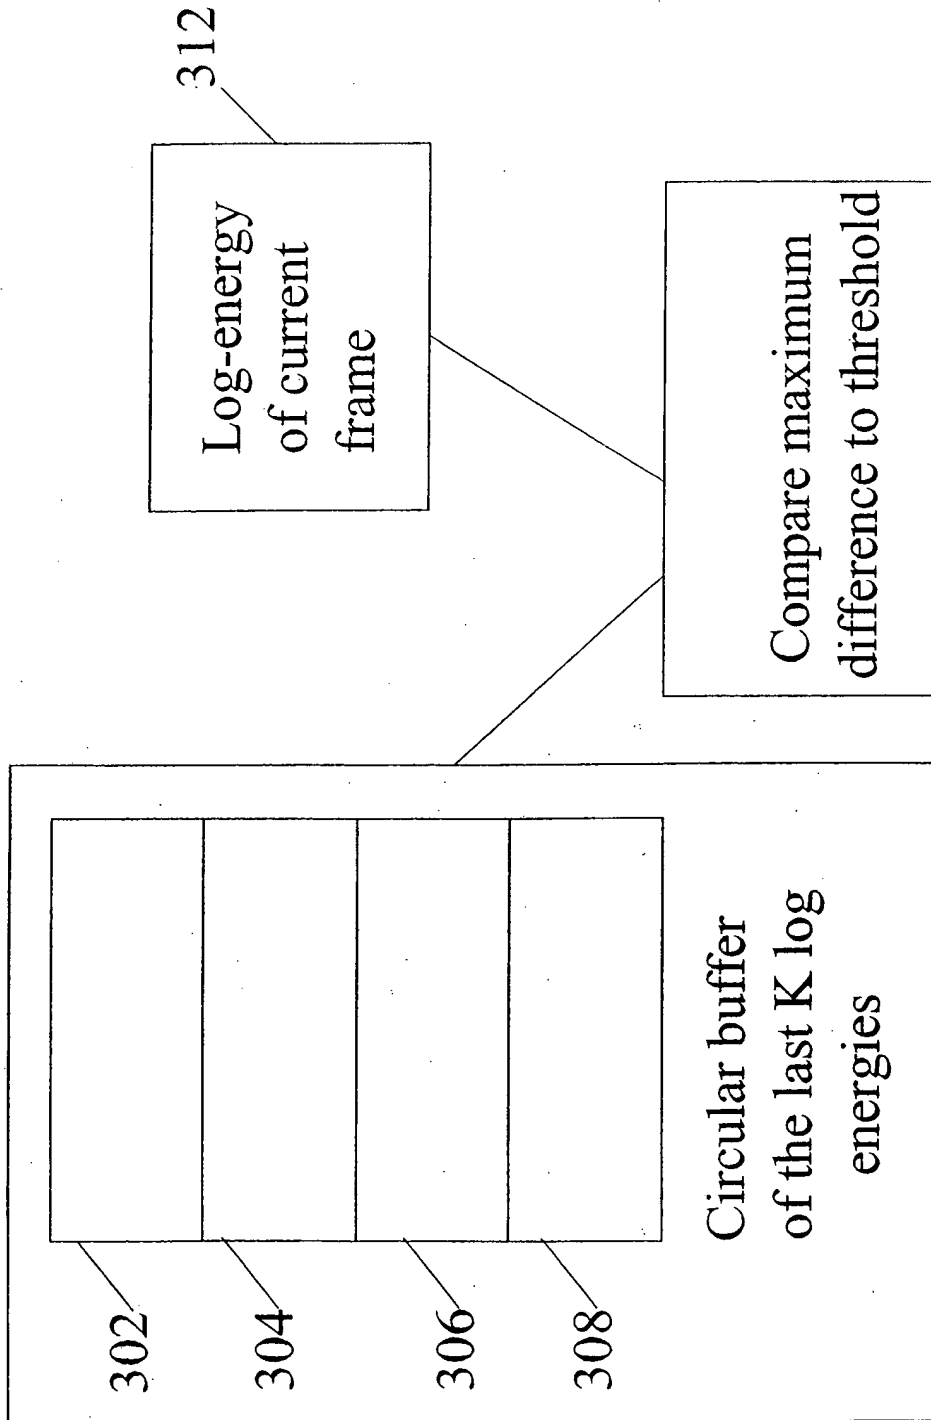 302
304
306
308
Circular buffer
of the last K log
energies
312
Log-energy
of current
frame
Compare maximum
difference to threshold